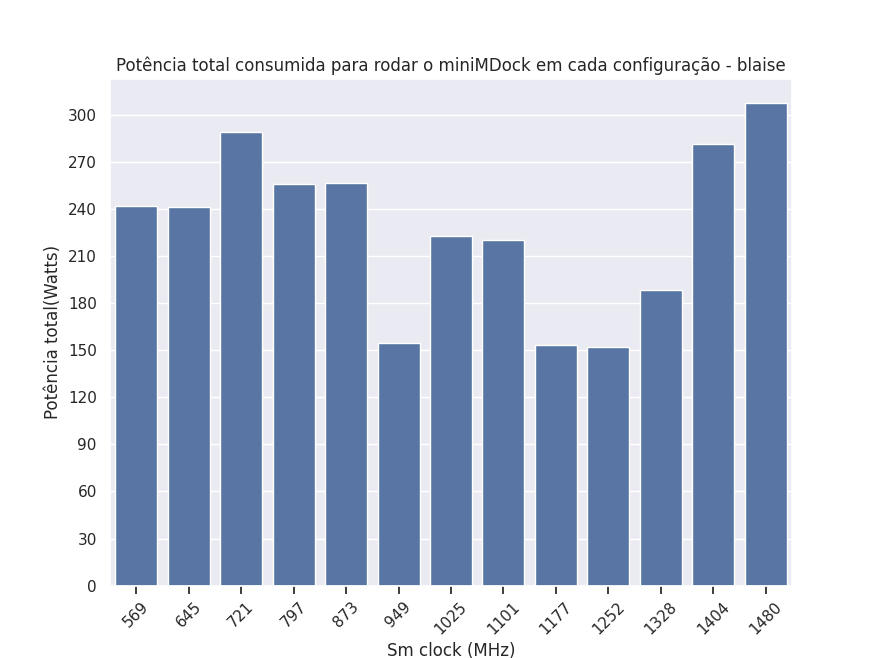 Potência total consumida para rodar o miniMDock em cada configuração - blaise
Potência total(Watts)
300
270
240
210
180
150
120
90
60
30
0
569 645 721 797 873 949 1025 1101 1177 1252 1328 1404 1480
Sm clock (MHz)